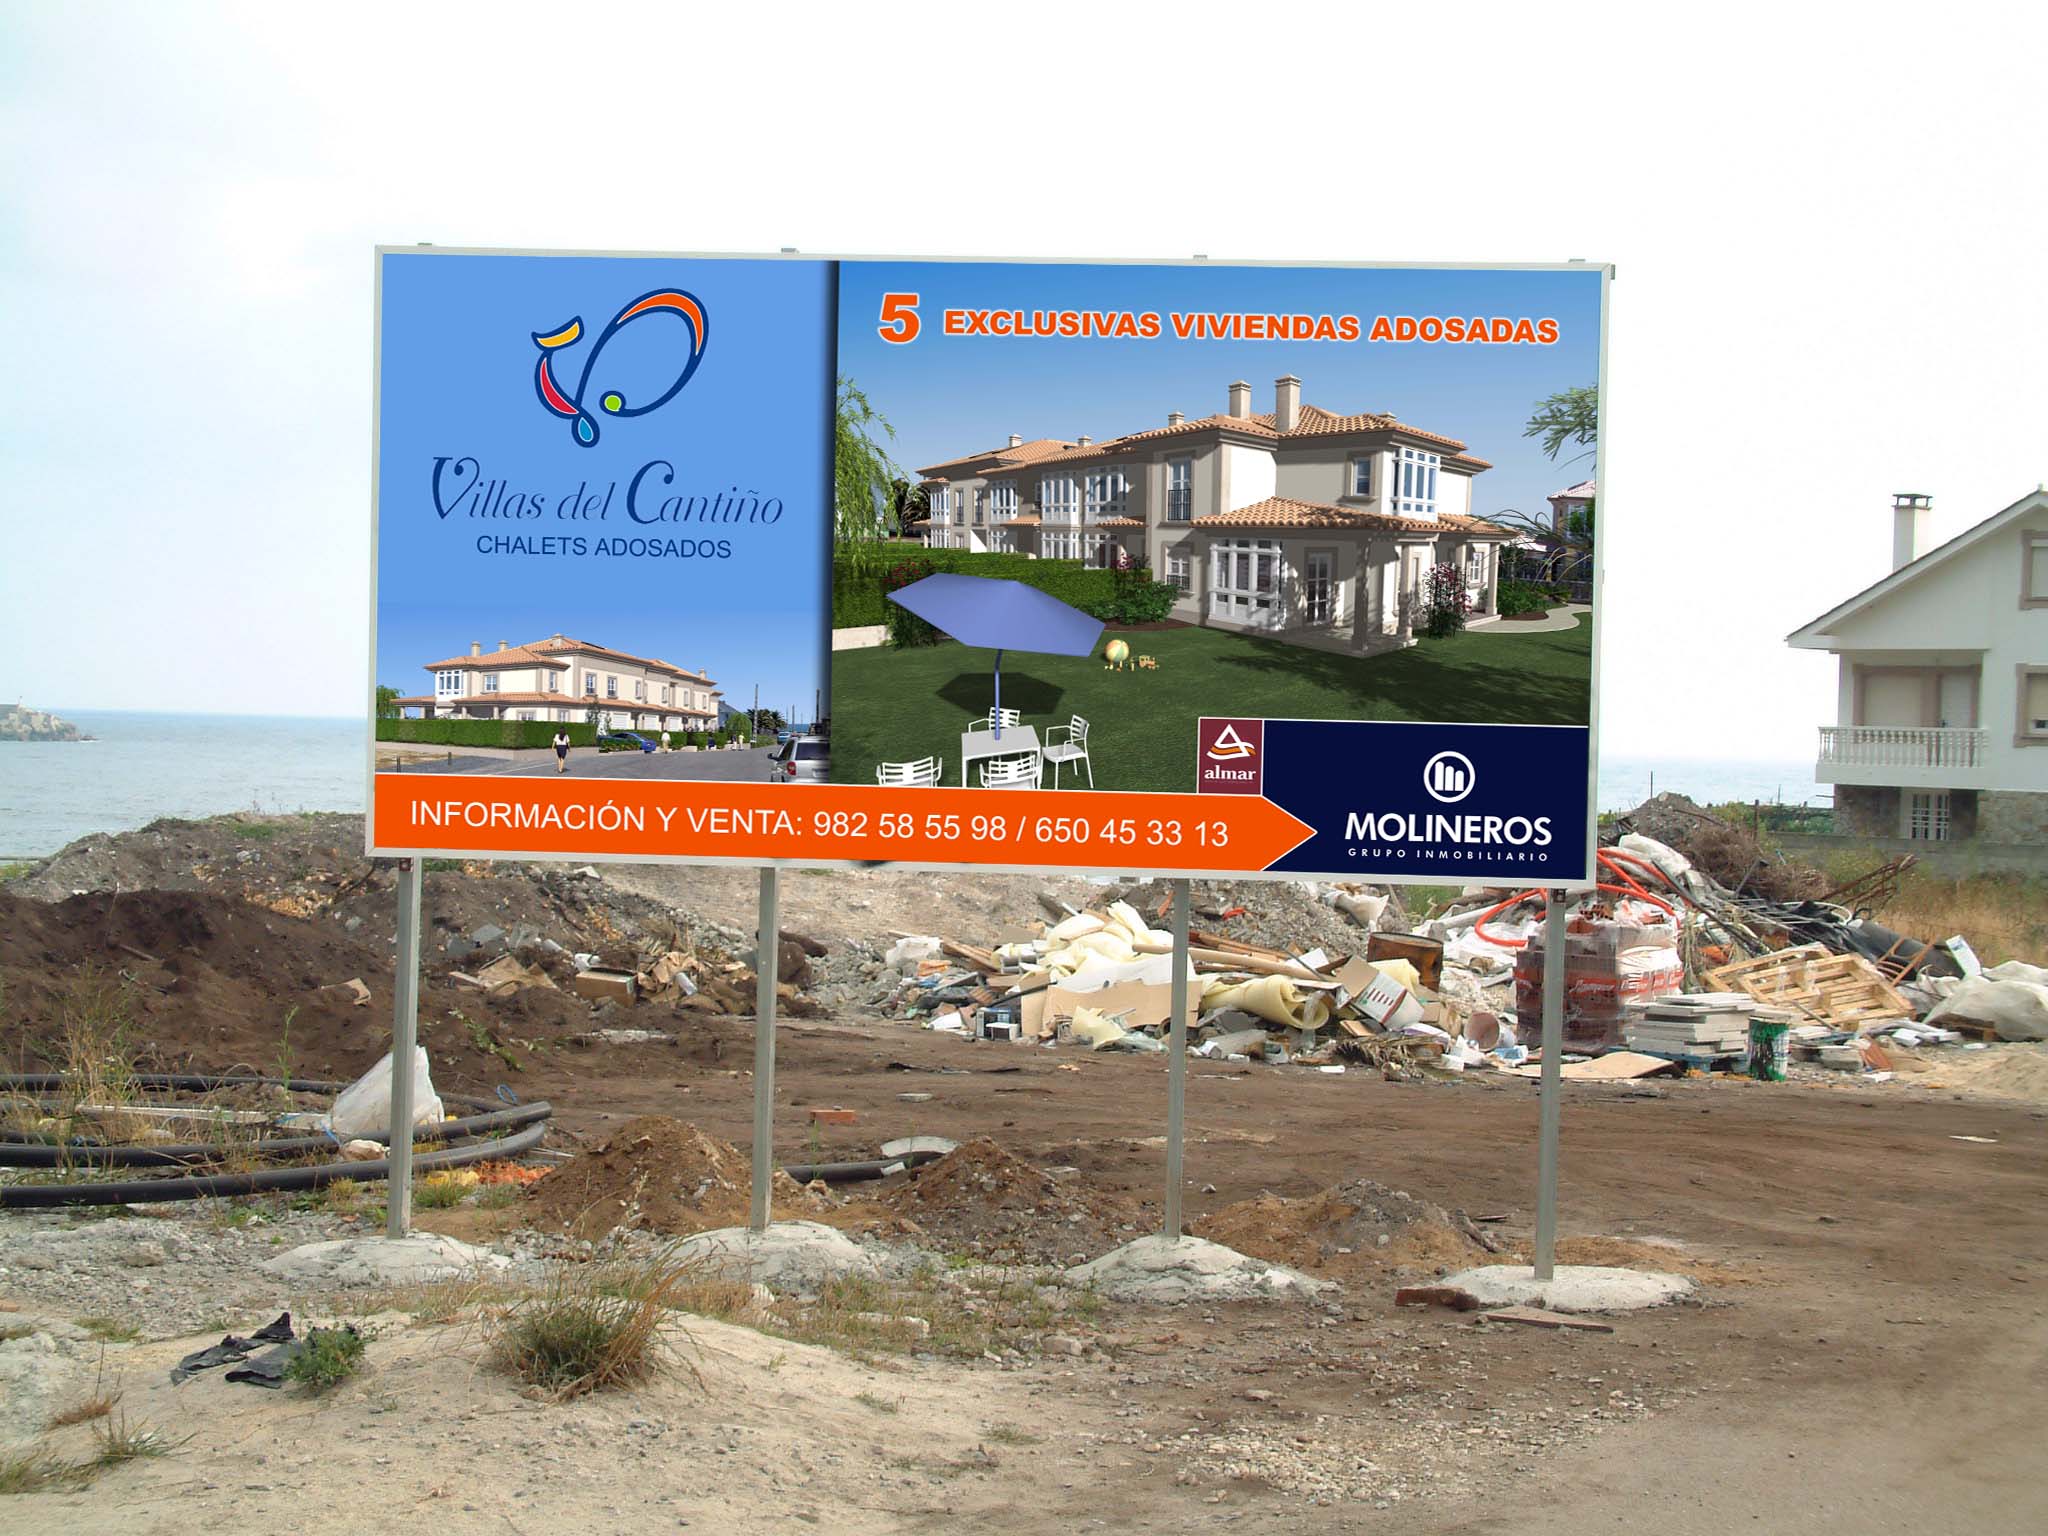 Villas del Cantiño
CHALETS ADOSADOS
5 EXCLUSIVAS VIVIENDAS ADOSADAS
INFORMACIÓN Y VENTA: 982 58 55 98 / 650 45 33 13
almar
MOLINEROS
GRUPO INMOBILIARIO